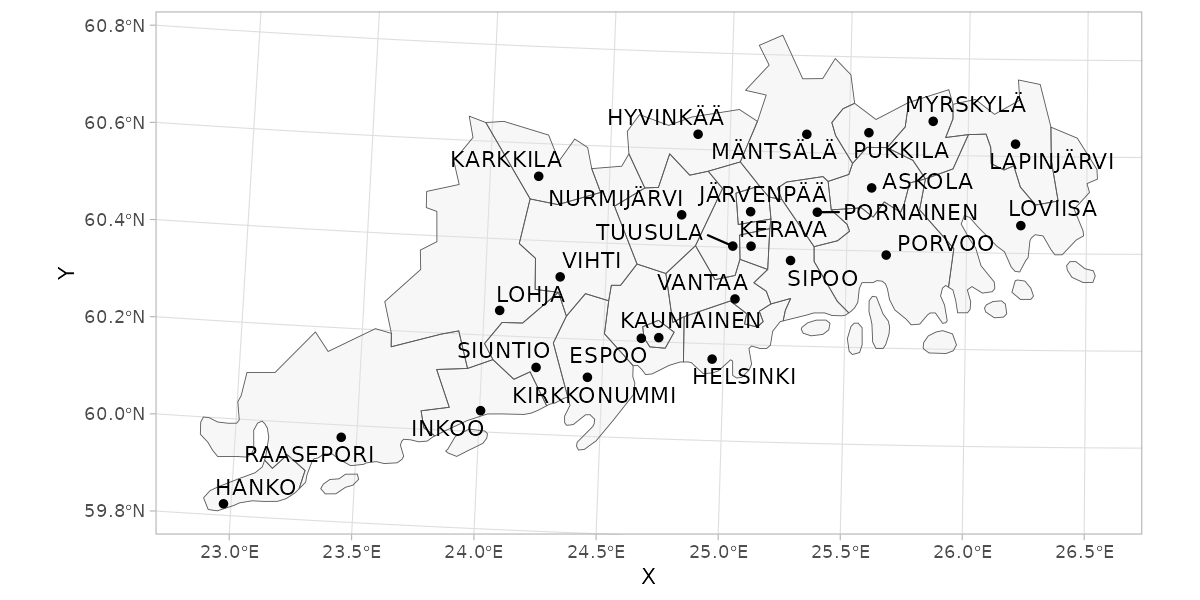 60.8°N
60.6°N
60.4°N
60.2°N
60.0°N
59.8°N
Y
MYRSKYLÄ
HYVINKÄÄ
MÄNTSÄLÄ
PUKKILA
KARKKILA
LAPINJÄRVI
ASKOLA
NURMIJÄRVI
JÄRVENPÄÄ
PORNAINEN
LOVIISA
TUUSULA
KERAVA
PORVOO
VIHTI
SIPOO
VANTAA
LOHJA
KAUNIAINEN
SIUNTIO
ESPOO
HELSINKI
KIRKKONUMMI
INKOO
RAASEPORI
HANKO
23.0°E
23.5°E
24.0°E
24.5°E
25.0°E
25.5°E
26.0°E
26.5°E
X